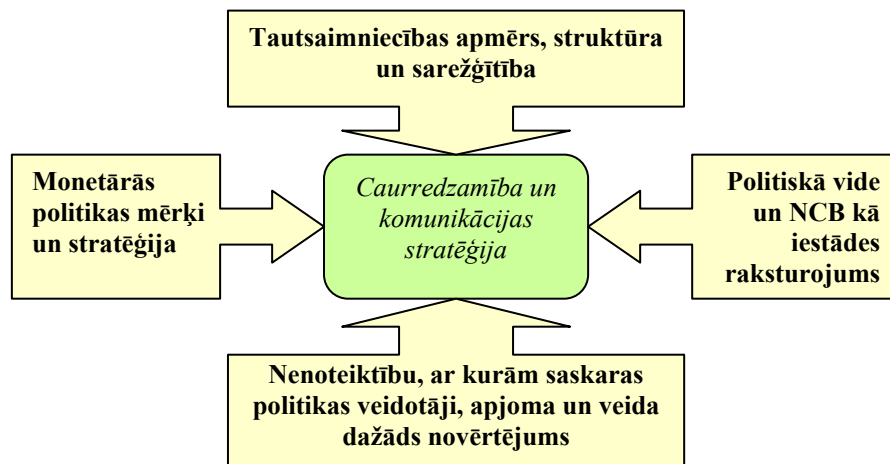 Tautsaimniecības apmērs, struktūra
un sarežģītība
Monetārās
politikas mērķi
un stratēģija
Caurredzamība un
komunikācijas
stratēģija
Politiskā vide
un NCB kā
iestādes
raksturojums
Nenoteiktību, ar kurām saskaras
politikas veidotāji, apjoma un veida
dažāds novērtējums